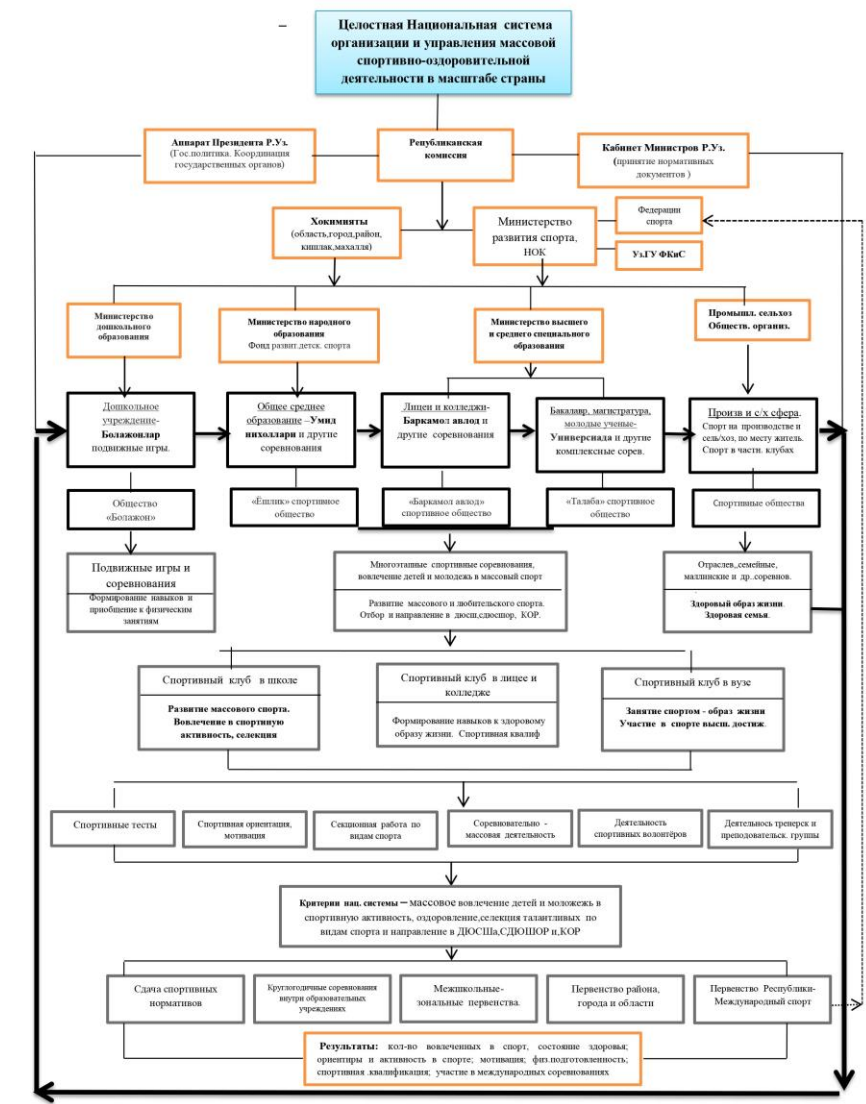 –
Целостная Национальная система
организации и управления массовой
спортивно-оздоровительной
деятельности в масштабе страны
Аппарат Президента Р.Уз.
(Гос.политика. Координация
государственных органов)
Републиканская
комиссия
Кабинет Министров Р.Уз.
(принятие нормативных
документов )
Хокимияты
(область,город,район,
кишлак,махалля)
Министерство
развития спорта,
НОК
Федерации
спорта
Уз.ГУ ФКиС
Министерство
дошкольного
образования
Министерство народного
образования
Фонд развит.детск. спорта
Министерство высшего
и среднего специального
образования
Промышл. сельхоз
Обществ. организ.
Дошкольное
учреждение-
Болажонлар
подвижные игры.
Общее среднее
образование –Умид
нихоллари и другие
соревнования
Лицеи и колледжи-
Баркамол авлод и
другие соревнования
Бакалавр, магистратура,
молодые ученые-
Универсиада и другие
комплексные сорев.
Произв и с/х сфера.
Спорт на производстве и
сель/хоз, по месту житель.
Спорт в частн. клубах
Общество
«Болажон»
«Ёшлик» спортивное
общество
«Баркамол авлод»
спортивное общество
«Талаба» спортивное
общество
Спортивные общества
Подвижные игры и
соревнования
Формирование навыков и
приобщение к физическим
занятиям
Многоэтапные спортивные соревнования,
вовлечение детей и молодежь в массовый спорт
Развитие массового и любительского спорта.
Отбор и направление в дюсш,сдюсшор, КОР.
Отраслев,,семейные,
маллинские и др..соревнов.
Здоровый образ жизни.
Здоровая семья.
Спортивный клуб в школе
Развитие массового спорта.
Вовлечение в спортиную
активность, селекция
Спортивный клуб в лицее и
колледже
Формирование навыков к здоровому
образу жизни. Спортивная квалиф
Спортивный клуб в вузе
Занятие спортом - образ жизни
Участие в спорте высш. достиж.
Спортивные тесты
Спортивная ориентация,
мотивация
Секционная работа по
видам спорта
Соревновательно -
массовая деятельность
Деятельность
спортивных волонтёров
Деятельнось тренерск и
преподовательск. группы
Критерии нац. системы – массовое вовлечение детей и моложежь в
спортивную активность, оздоровление,селекция талантливых по
видам спорта и направление в ДЮСШа,СДЮШОР и,КОР
Сдача спортивных
нормативов
Круглогодичные соревнования
внутри образовательных
учреждениях
Межшкольные-
зональные первенства.
Первенство района,
города и области
Первенство Республики-
Международный спорт
Результаты: кол-во вовлеченных в спорт, состояние здоровья;
ориентиры и активность в спорте; мотивация; физ.подготовленность;
спортивная .квалификация; участие в международных соревнованиях